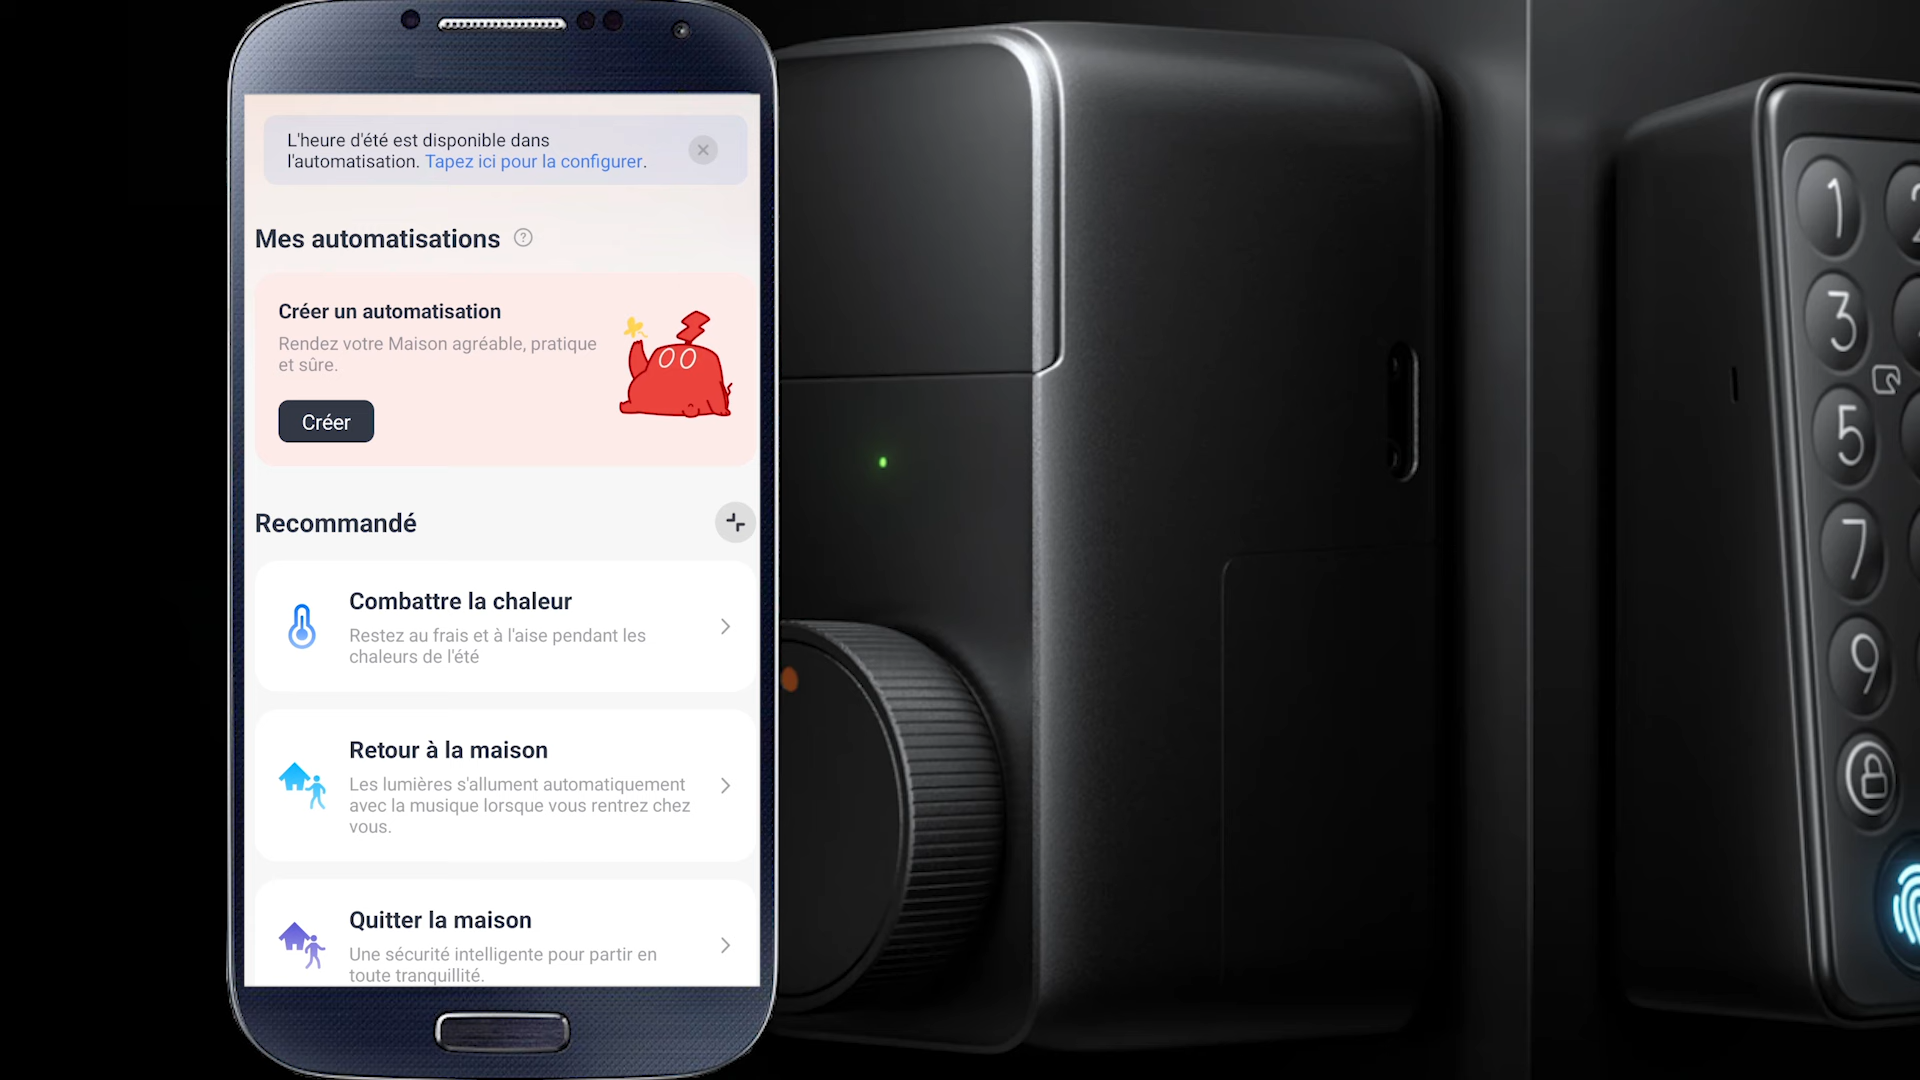 L'heure d'été est disponible dans
l'automatisation. Tapez ici pour la configurer.
Mes automatisations ?
Créer un automatisation
Rendez votre Maison agréable, pratique
et sûre.
Créer
Recommandé
Combattre la chaleur
Restez au frais et à l'aise pendant les
chaleurs de l'été
Retour à la maison
Les lumières s'allument automatiquement
avec la musique lorsque vous rentrez chez
vous.
Quitter la maison
Une sécurité intelligente pour partir en
toute tranquillité.
1 2
3
5
7
9